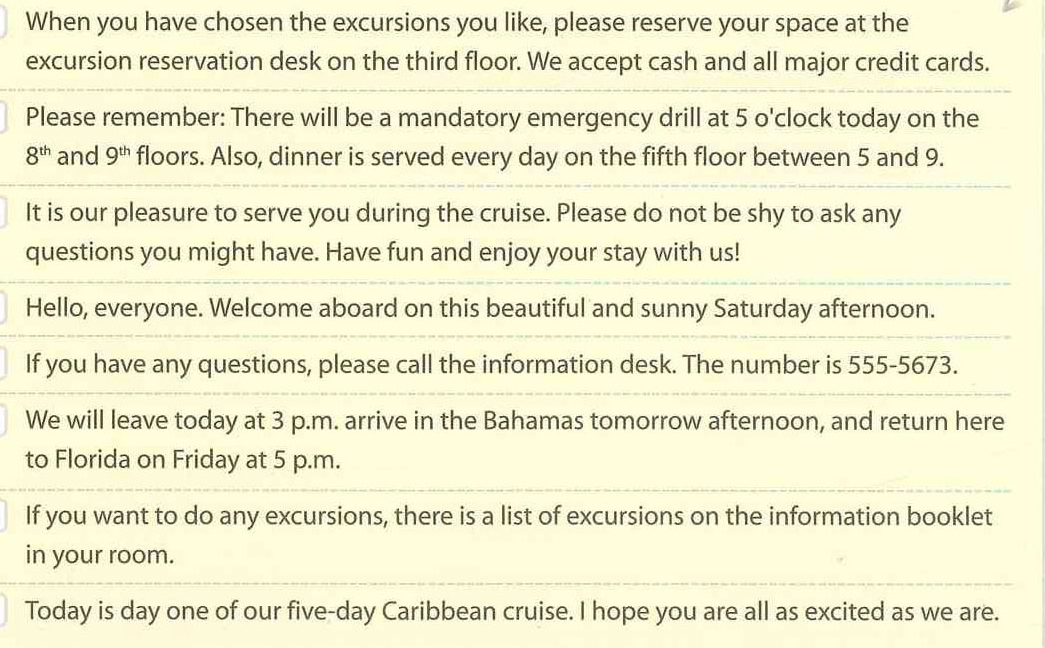 When you have chosen the excursions you like, please reserve your space at the
excursion reservation desk on the third floor. We accept cash and all major credit cards.
Please remember: There will be a mandatory emergency drill at 5 o'clock today on the
8th and 9th floors. Also, dinner is served every day on the fifth floor between 5 and 9.
It is our pleasure to serve you during the cruise. Please do not be shy to ask any
questions you might have. Have fun and enjoy your stay with us!
Hello, everyone. Welcome aboard on this beautiful and sunny Saturday afternoon.
If you have any questions, please call the information desk. The number is 555-5673.
We will leave today at 3 p.m. arrive in the Bahamas tomorrow afternoon, and return here
to Florida on Friday at 5 p.m.
If you want to do any excursions, there is a list of excursions on the information booklet
in your room.
Today is day one of our five-day Caribbean cruise. I hope you are all as excited as we are.